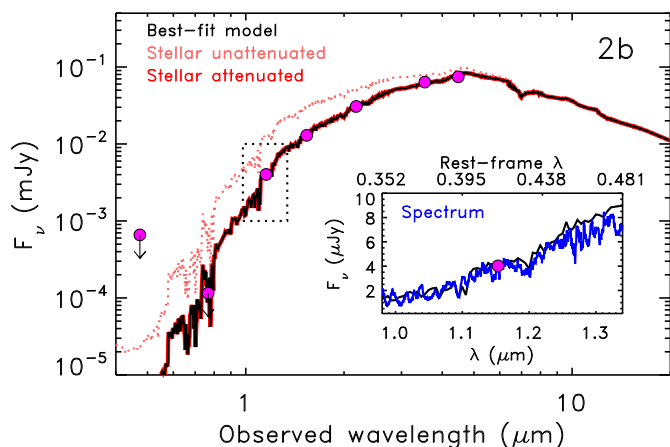 Best-fit model
Stellar unattenuated
Stellar attenuated
2b
10⁻¹
10⁻²
10⁻³
10⁻⁴
10⁻⁵
Fν (mJy)
Rest-frame λ
0.352 0.395 0.438 0.481
Spectrum
10
8
6
4
2
Fν (μJy)
1.0 1.1 1.2 1.3
λ (μm)
1 10
Observed wavelength (μm)